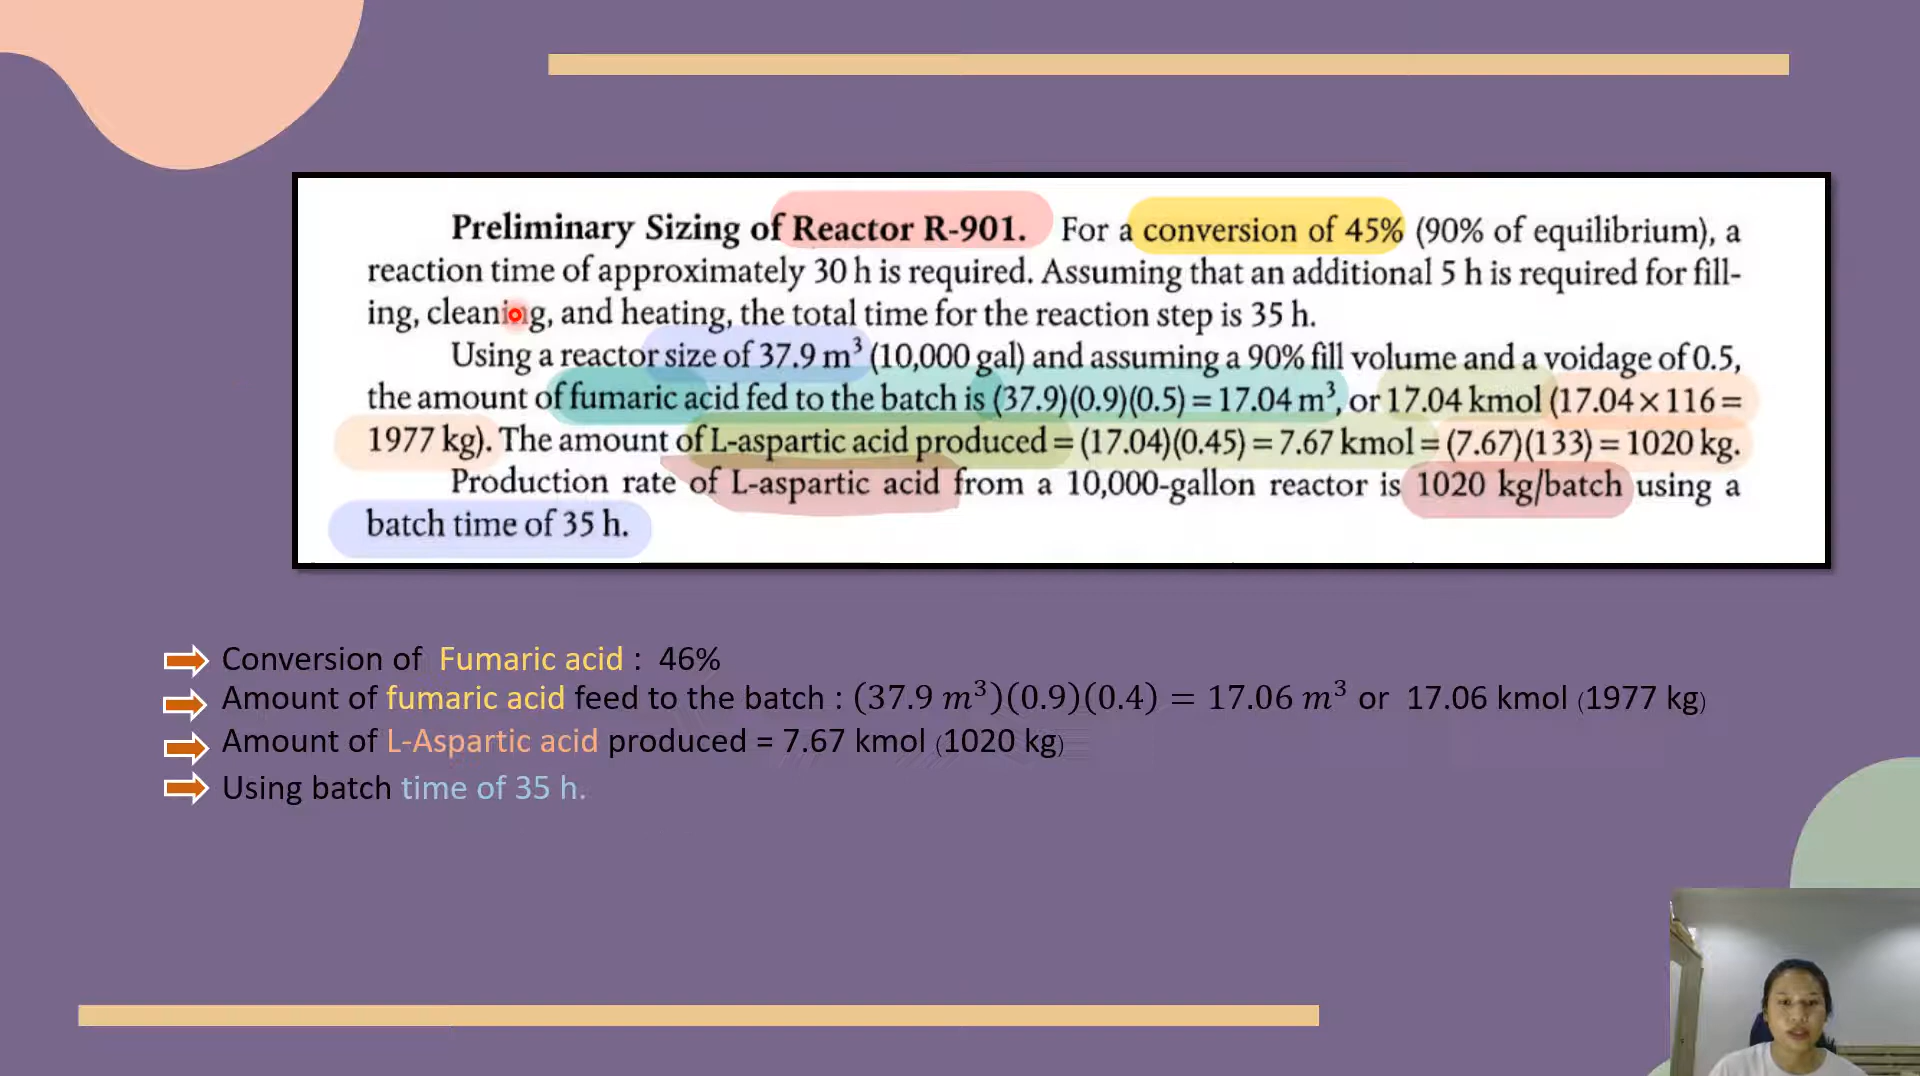 Preliminary Sizing of Reactor R-901. For a conversion of 45% (90% of equilibrium), a
reaction time of approximately 30 h is required. Assuming that an additional 5 h is required for fill-
ing, cleaning, and heating, the total time for the reaction step is 35 h.
Using a reactor size of 37.9 m³ (10,000 gal) and assuming a 90% fill volume and a voidage of 0.5,
the amount of fumaric acid fed to the batch is (37.9)(0.9)(0.5) = 17.04 m³, or 17.04 kmol (17.04 × 116 =
1977 kg). The amount of L-aspartic acid produced = (17.04)(0.45) = 7.67 kmol = (7.67)(133) = 1020 kg.
Production rate of L-aspartic acid from a 10,000-gallon reactor is 1020 kg/batch using a
batch time of 35 h.
Conversion of Fumaric acid : 46%
Amount of fumaric acid feed to the batch : (37.9 m³)(0.9)(0.4) = 17.06 m³ or 17.06 kmol (1977 kg)
Amount of L-Aspartic acid produced = 7.67 kmol (1020 kg)
Using batch time of 35 h.